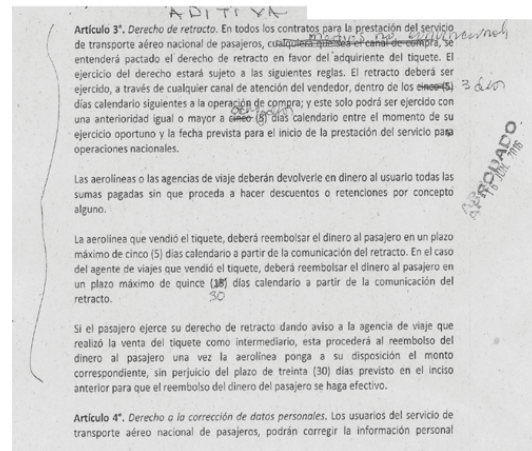 ADITIVA
Artículo 3°. Derecho de retracto. En todos los contratos para la prestación del servicio
de transporte aéreo nacional de pasajeros, cualquiera que sea el canal de compra, se
medios no
entenderá pactado el derecho de retracto en favor del adquiriente del tiquete. El
ejercicio del derecho estará sujeto a las siguientes reglas. El retracto deberá ser
ejercido, a través de cualquier canal de atención del vendedor, dentro de los cinco (5) 3 días
días calendario siguientes a la operación de compra; y este solo podrá ser ejercido con
una anterioridad igual o mayor a cinco (5) días calendario entre el momento de su
ejercicio oportuno y la fecha prevista para el inicio de la prestación del servicio para
operaciones nacionales.
APROBADO
Las aerolíneas o las agencias de viaje deberán devolverle en dinero al usuario todas las
sumas pagadas sin que proceda a hacer descuentos o retenciones por concepto
alguno.
La aerolínea que vendió el tiquete, deberá reembolsar el dinero al pasajero en un plazo
máximo de cinco (5) días calendario a partir de la comunicación del retracto. En el caso
del agente de viajes que vendió el tiquete, deberá reembolsar el dinero al pasajero en
un plazo máximo de quince (15) días calendario a partir de la comunicación del
retracto. 30
Si el pasajero ejerce su derecho de retracto dando aviso a la agencia de viaje que
realizó la venta del tiquete como intermediario, esta procederá al reembolso del
dinero al pasajero una vez la aerolínea ponga a su disposición el monto
correspondiente, sin perjuicio del plazo de treinta (30) días previsto en el inciso
anterior para que el reembolso del dinero del pasajero se haga efectivo.
Artículo 4°. Derecho a la corrección de datos personales. Los usuarios del servicio de
transporte aéreo nacional de pasajeros, podrán corregir la información personal